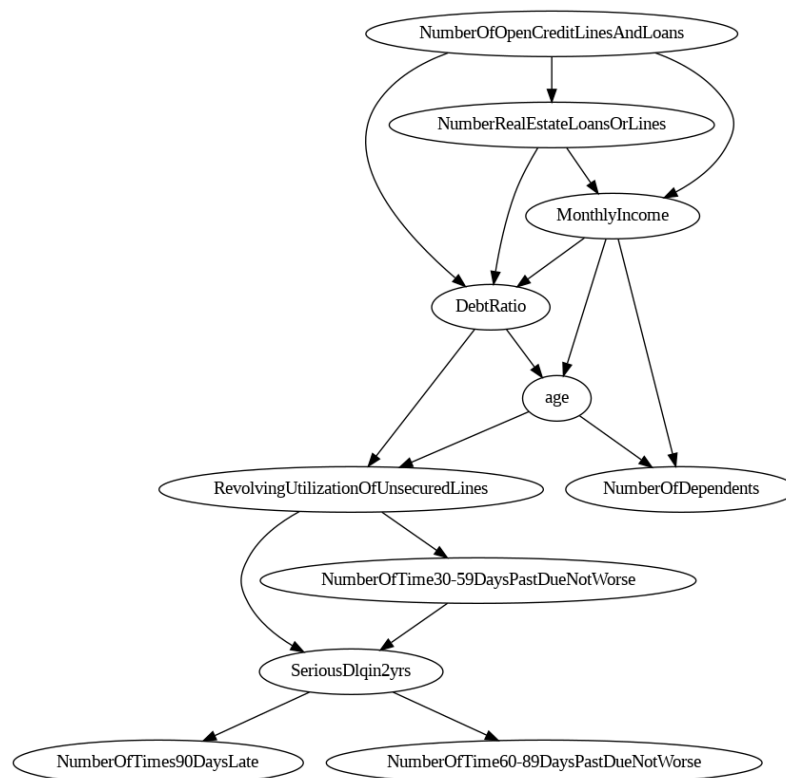 NumberOfOpenCreditLinesAndLoans
NumberRealEstateLoansOrLines
MonthlyIncome
DebtRatio
age
RevolvingUtilizationOfUnsecuredLines
NumberOfDependents
NumberOfTime30-59DaysPastDueNotWorse
SeriousDlqin2yrs
NumberOfTimes90DaysLate
NumberOfTime60-89DaysPastDueNotWorse